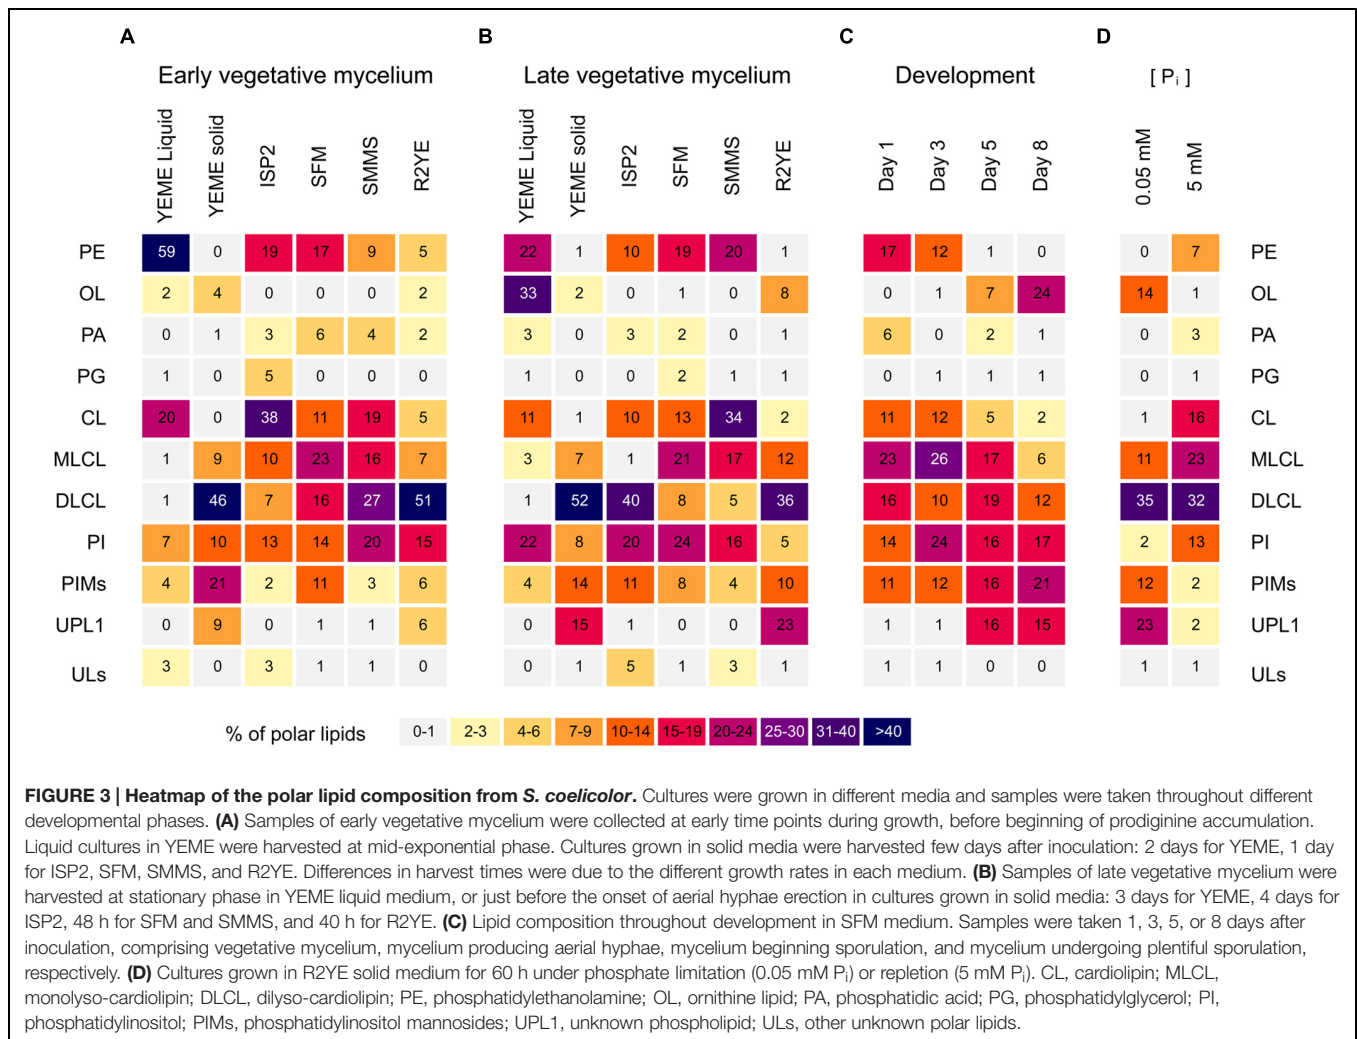 A B C D
Early vegetative mycelium Late vegetative mycelium Development [ Pi ]
YEME Liquid YEME solid ISP2 SFM SMMS R2YE YEME Liquid YEME solid ISP2 SFM SMMS R2YE Day 1 Day 3 Day 5 Day 8 0.05 mM 5 mM
PE 59 0 19 17 9 5 22 1 10 19 20 1 17 12 1 0 0 7 PE
OL 2 4 0 0 0 2 33 2 0 1 0 8 0 1 7 24 14 1 OL
PA 0 1 3 6 4 2 3 0 3 2 0 1 6 0 2 1 0 3 PA
PG 1 0 5 0 0 0 1 0 0 2 1 1 0 1 1 1 0 1 PG
CL 20 0 38 11 19 5 11 1 10 13 34 2 11 12 5 2 1 16 CL
MLCL 1 9 10 23 16 7 3 7 1 21 17 12 23 26 17 6 11 23 MLCL
DLCL 1 46 7 16 27 51 1 52 40 8 5 36 16 10 19 12 35 32 DLCL
PI 7 10 13 14 20 15 22 8 20 24 16 5 14 24 16 17 2 13 PI
PIMs 4 21 2 11 3 6 4 14 11 8 4 10 11 12 16 21 12 2 PIMs
UPL1 0 9 0 1 1 6 0 15 1 0 0 23 1 1 16 15 23 2 UPL1
ULs 3 0 3 1 1 0 0 1 5 1 3 1 1 1 0 0 1 1 ULs
% of polar lipids 0-1 2-3 4-6 7-9 10-14 15-19 20-24 25-30 31-40 >40
FIGURE 3 | Heatmap of the polar lipid composition from S. coelicolor. Cultures were grown in different media and samples were taken throughout different
developmental phases. (A) Samples of early vegetative mycelium were collected at early time points during growth, before beginning of prodiginine accumulation.
Liquid cultures in YEME were harvested at mid-exponential phase. Cultures grown in solid media were harvested few days after inoculation: 2 days for YEME, 1 day
for ISP2, SFM, SMMS, and R2YE. Differences in harvest times were due to the different growth rates in each medium. (B) Samples of late vegetative mycelium were
harvested at stationary phase in YEME liquid medium, or just before the onset of aerial hyphae erection in cultures grown in solid media: 3 days for YEME, 4 days for
ISP2, 48 h for SFM and SMMS, and 40 h for R2YE. (C) Lipid composition throughout development in SFM medium. Samples were taken 1, 3, 5, or 8 days after
inoculation, comprising vegetative mycelium, mycelium producing aerial hyphae, mycelium beginning sporulation, and mycelium undergoing plentiful sporulation,
respectively. (D) Cultures grown in R2YE solid medium for 60 h under phosphate limitation (0.05 mM Pi) or repletion (5 mM Pi). CL, cardiolipin; MLCL,
monolyso-cardiolipin; DLCL, dilyso-cardiolipin; PE, phosphatidylethanolamine; OL, ornithine lipid; PA, phosphatidic acid; PG, phosphatidylglycerol; PI,
phosphatidylinositol; PIMs, phosphatidylinositol mannosides; UPL1, unknown phospholipid; ULs, other unknown polar lipids.